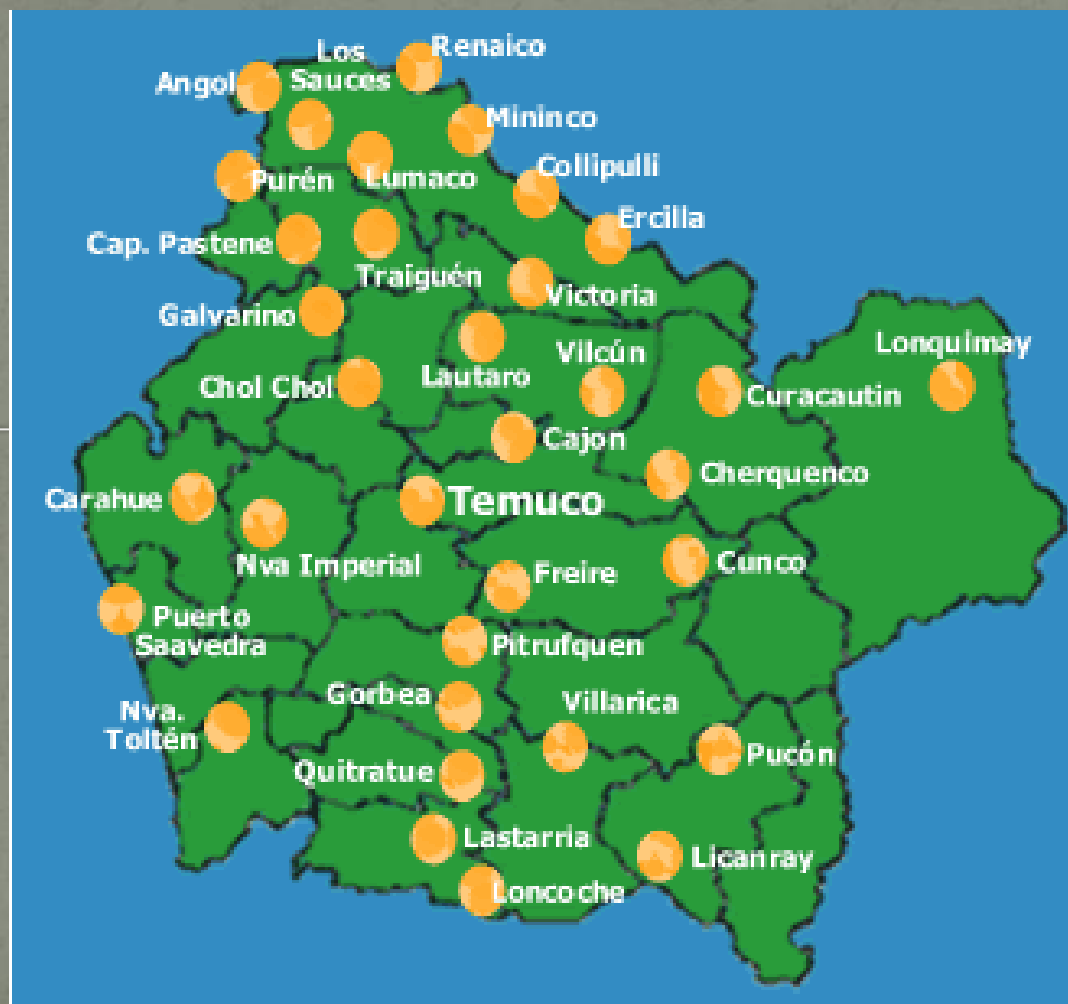 Renaico
Los
Sauces
Angol
Mininco
Collipulli
Purén
Lumaco
Ercilla
Cap. Pastene
Traiguén
Victoria
Galvarino
Lonquimay
Vilcún
Lautaro
Chol Chol
Curacautin
Cajon
Cherquenco
Carahue
Temuco
Nva Imperial
Freire
Cunco
Puerto
Saavedra
Pitrufquen
Gorbea
Villarica
Nva.
Toltén
Pucón
Quitratue
Lastarria
Licanray
Loncoche